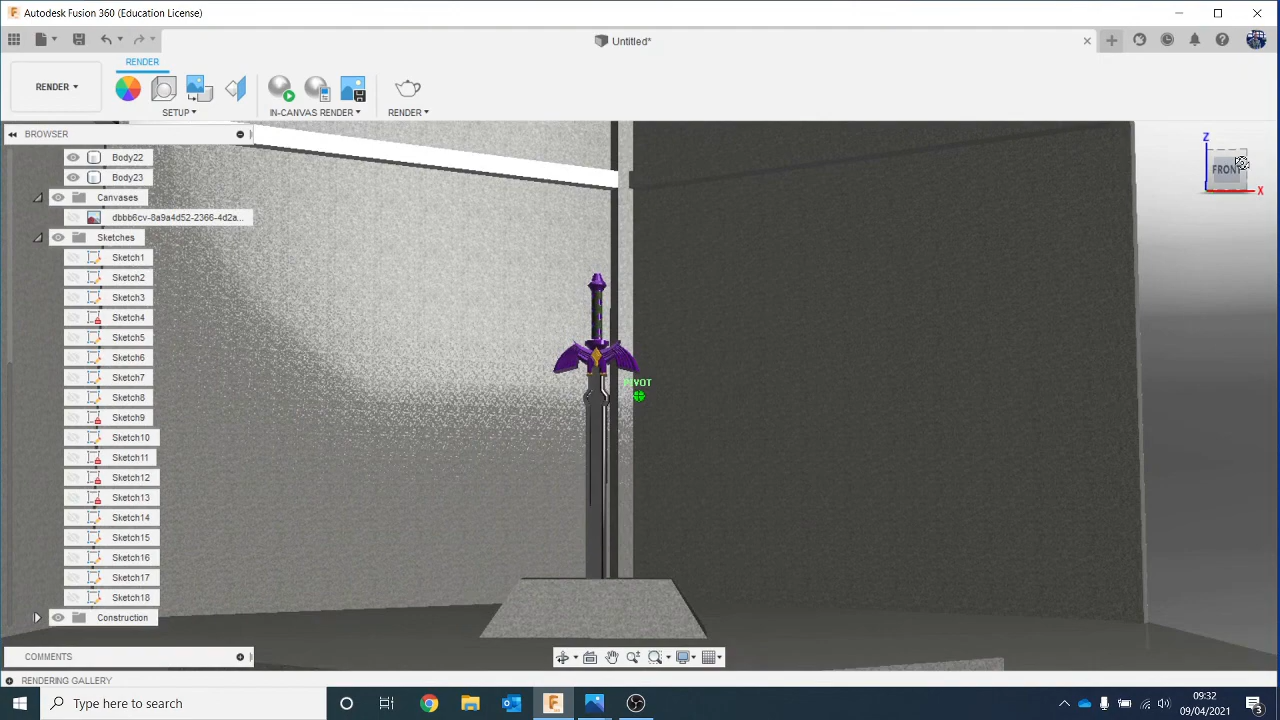 Autodesk Fusion 360 (Education License)
Untitled*
RENDER
RENDER
SETUP
IN-CANVAS RENDER
RENDER
BROWSER
Body22
Body23
Canvases
dbbb6cv-8a9a4d52-2366-4d2a...
Sketches
Sketch1
Sketch2
Sketch3
Sketch4
Sketch5
Sketch6
Sketch7
Sketch8
Sketch9
Sketch10
Sketch11
Sketch12
Sketch13
Sketch14
Sketch15
Sketch16
Sketch17
Sketch18
Construction
Z
FRONT
X
PIVOT
COMMENTS
RENDERING GALLERY
Type here to search
09:32
09/04/2021
3